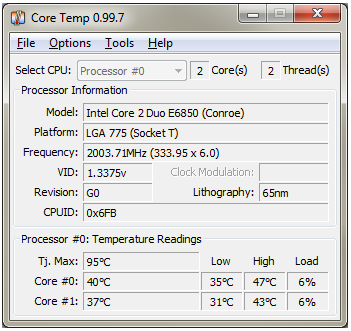 Core Temp 0.99.7
File Options Tools Help
Select CPU: Processor #0 2 Core(s) 2 Thread(s)
Processor Information
Model: Intel Core 2 Duo E6850 (Conroe)
Platform: LGA 775 (Socket T)
Frequency: 2003.71MHz (333.95 x 6.0)
VID: 1.3375v Clock Modulation:
Revision: G0 Lithography: 65nm
CPUID: 0x6FB
Processor #0: Temperature Readings
Tj. Max: 95°C Low High Load
Core #0: 40°C 35°C 47°C 6%
Core #1: 37°C 31°C 43°C 6%